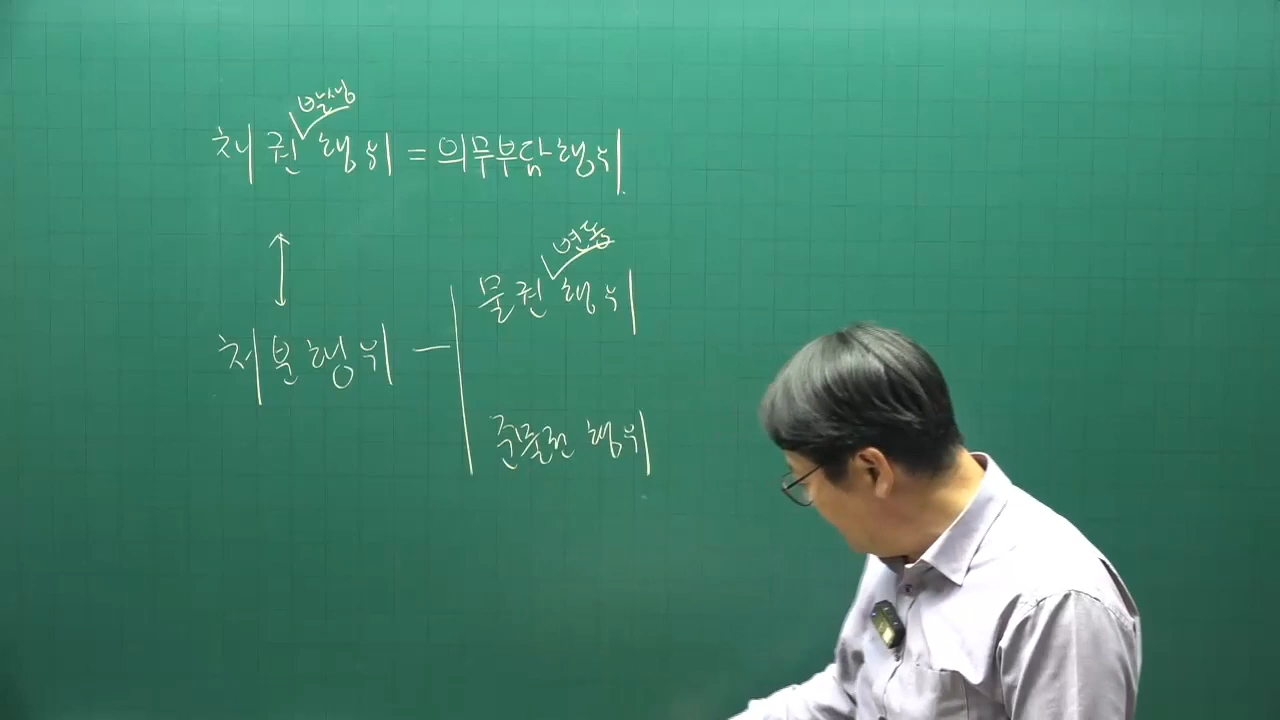 발생
채권∨행위 = 의무부담행위.
↕
변동
물권∨행위
처분행위 —
준물권 행위